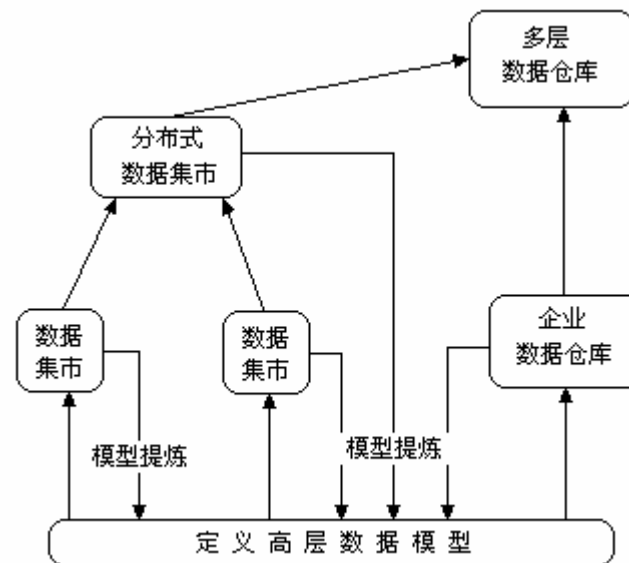 多层
数据仓库
分布式
数据集市
数据
集市
数据
集市
企业
数据仓库
模型提炼
模型提炼
定义高层数据模型